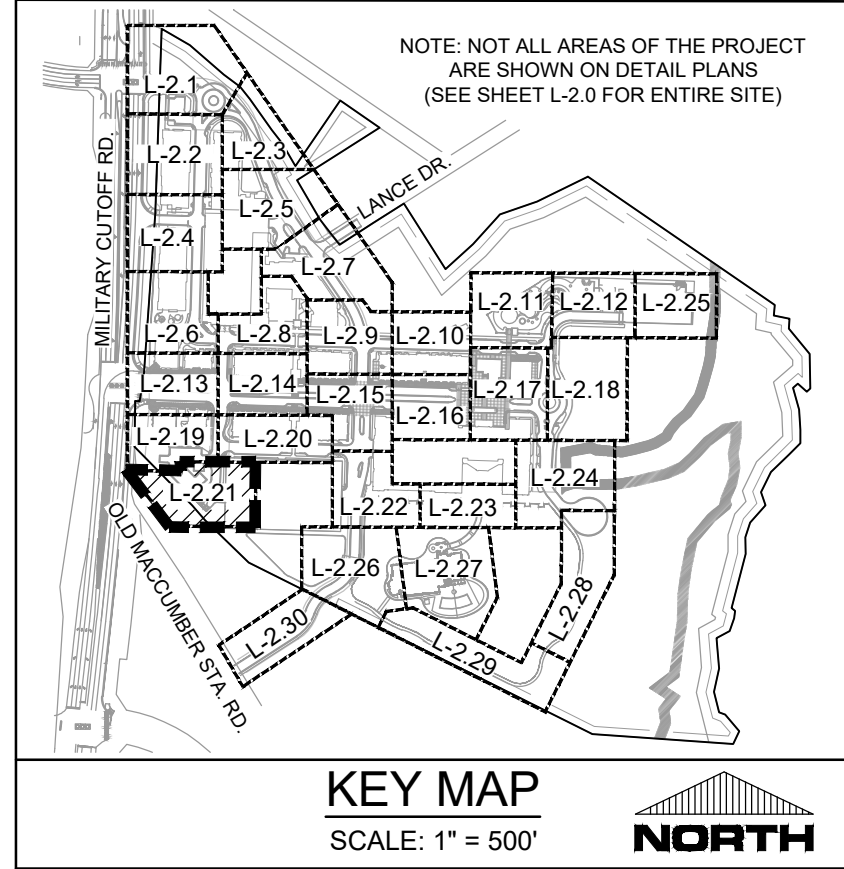 NOTE: NOT ALL AREAS OF THE PROJECT
ARE SHOWN ON DETAIL PLANS
(SEE SHEET L-2.0 FOR ENTIRE SITE)
MILITARY CUTOFF RD.
LANCE DR.
OLD MACCUMBER STA. RD.
L-2.1
L-2.2
L-2.3
L-2.4
L-2.5
L-2.7
L-2.6
L-2.8
L-2.9
L-2.10
L-2.11
L-2.12
L-2.25
L-2.13
L-2.14
L-2.15
L-2.16
L-2.17
L-2.18
L-2.19
L-2.20
L-2.21
L-2.22
L-2.23
L-2.24
L-2.26
L-2.27
L-2.28
L-2.29
L-2.30
KEY MAP
SCALE: 1" = 500'
NORTH